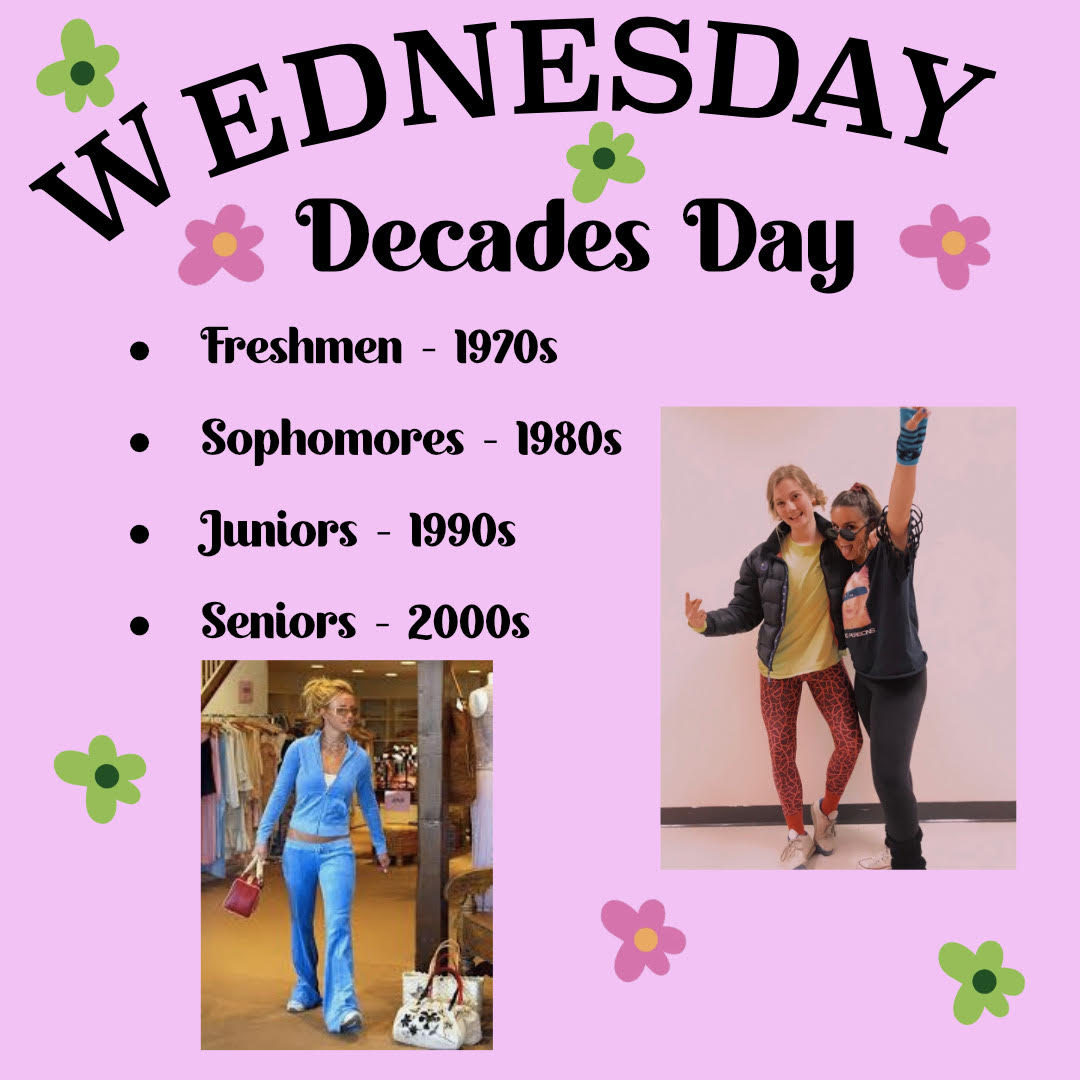 WEDNESDAY
Decades Day
● Freshmen - 1970s
● Sophomores - 1980s
● Juniors - 1990s
● Seniors - 2000s